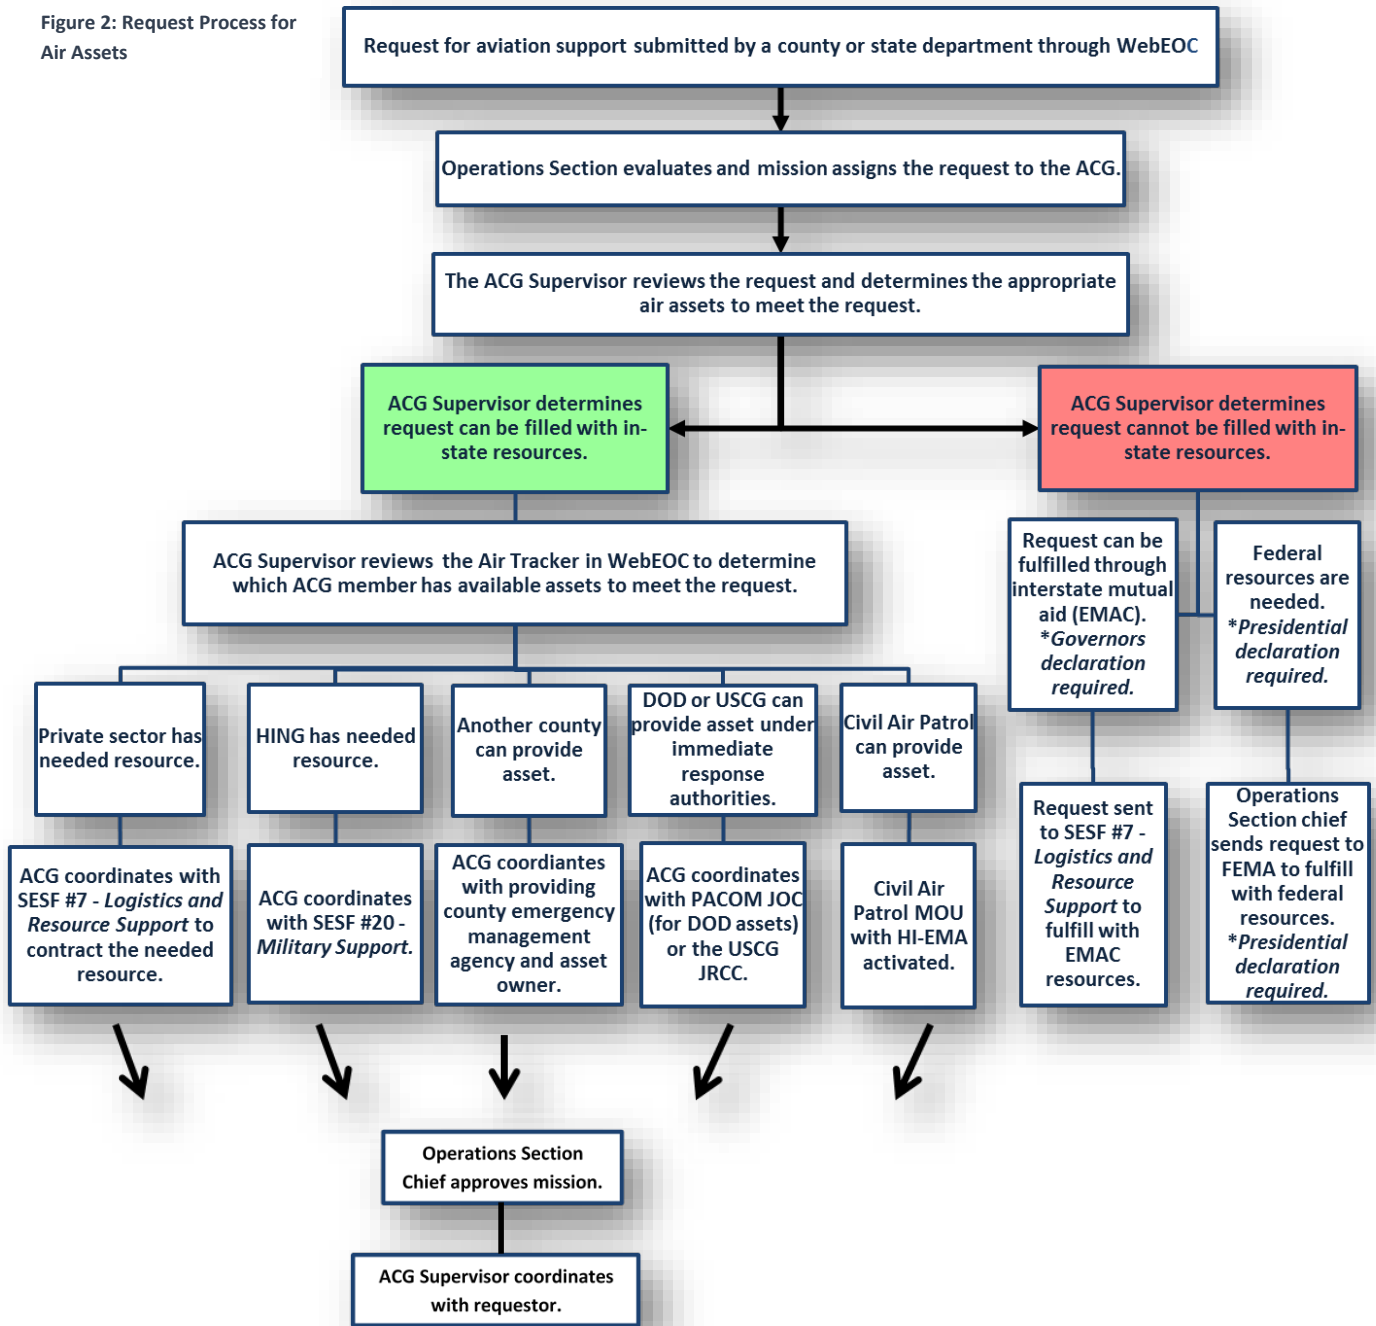 Figure 2: Request Process for
Air Assets
Request for aviation support submitted by a county or state department through WebEOC
Operations Section evaluates and mission assigns the request to the ACG.
The ACG Supervisor reviews the request and determines the appropriate
air assets to meet the request.
ACG Supervisor determines
request can be filled with in-
state resources.
ACG Supervisor determines
request cannot be filled with in-
state resources.
ACG Supervisor reviews the Air Tracker in WebEOC to determine
which ACG member has available assets to meet the request.
Request can be
fulfilled through
interstate mutual
aid (EMAC).
*Governors
declaration
required.
Federal
resources are
needed.
*Presidential
declaration
required.
Private sector has
needed resource.
HING has needed
resource.
Another county
can provide
asset.
DOD or USCG can
provide asset under
immediate
response
authorities.
Civil Air Patrol
can provide
asset.
ACG coordinates with
SESF #7 - Logistics and
Resource Support to
contract the needed
resource.
ACG coordinates
with SESF #20 -
Military Support.
ACG coordiantes
with providing
county emergency
management
agency and asset
owner.
ACG coordinates
with PACOM JOC
(for DOD assets)
or the USCG
JRCC.
Civil Air
Patrol MOU
with HI-EMA
activated.
Request sent
to SESF #7 -
Logistics and
Resource
Support to
fulfill with
EMAC
resources.
Operations
Section chief
sends request to
FEMA to fulfill
with federal
resources.
*Presidential
declaration
required.
Operations Section
Chief approves mission.
ACG Supervisor coordinates
with requestor.